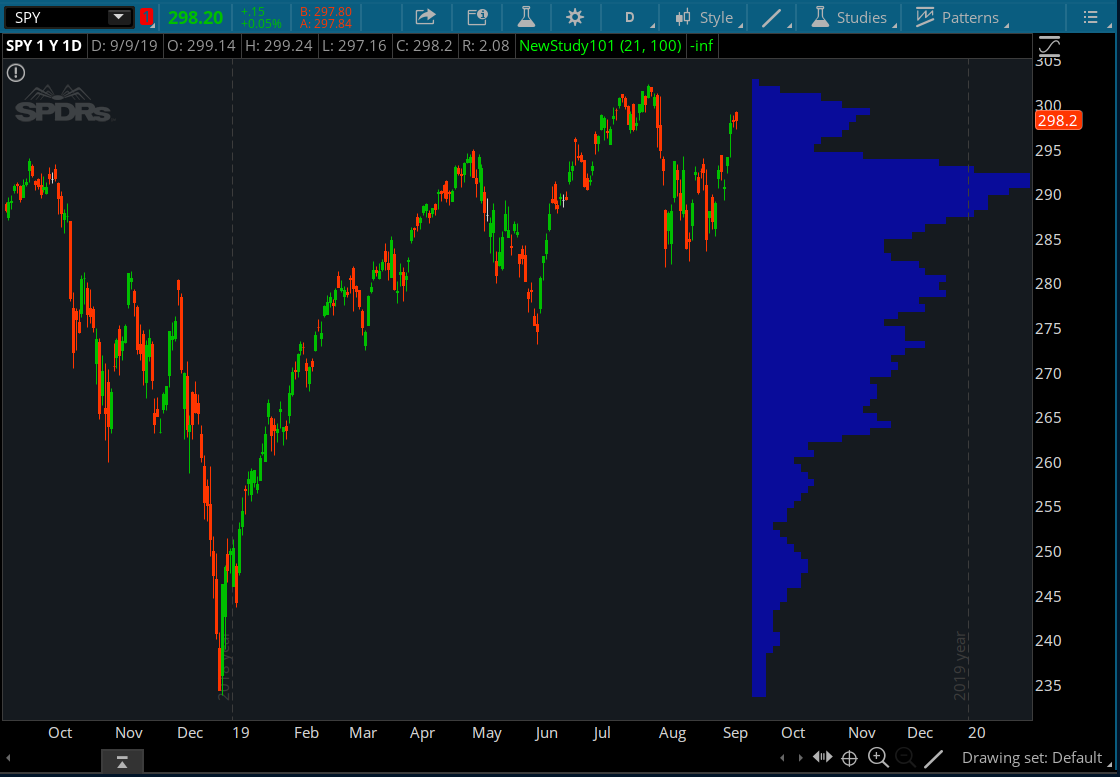 SPY 298.20 +.15 +0.05% B: 297.80 A: 297.84 D Style Studies Patterns
SPY 1 Y 1D D: 9/9/19 O: 299.14 H: 299.24 L: 297.16 C: 298.2 R: 2.08 NewStudy101 (21, 100) -inf
SPDRs
305
300
298.2
295
290
285
280
275
270
265
260
255
250
245
240
235
2018 year
2019 year
Oct Nov Dec 19 Feb Mar Apr May Jun Jul Aug Sep Oct Nov Dec 20
Drawing set: Default